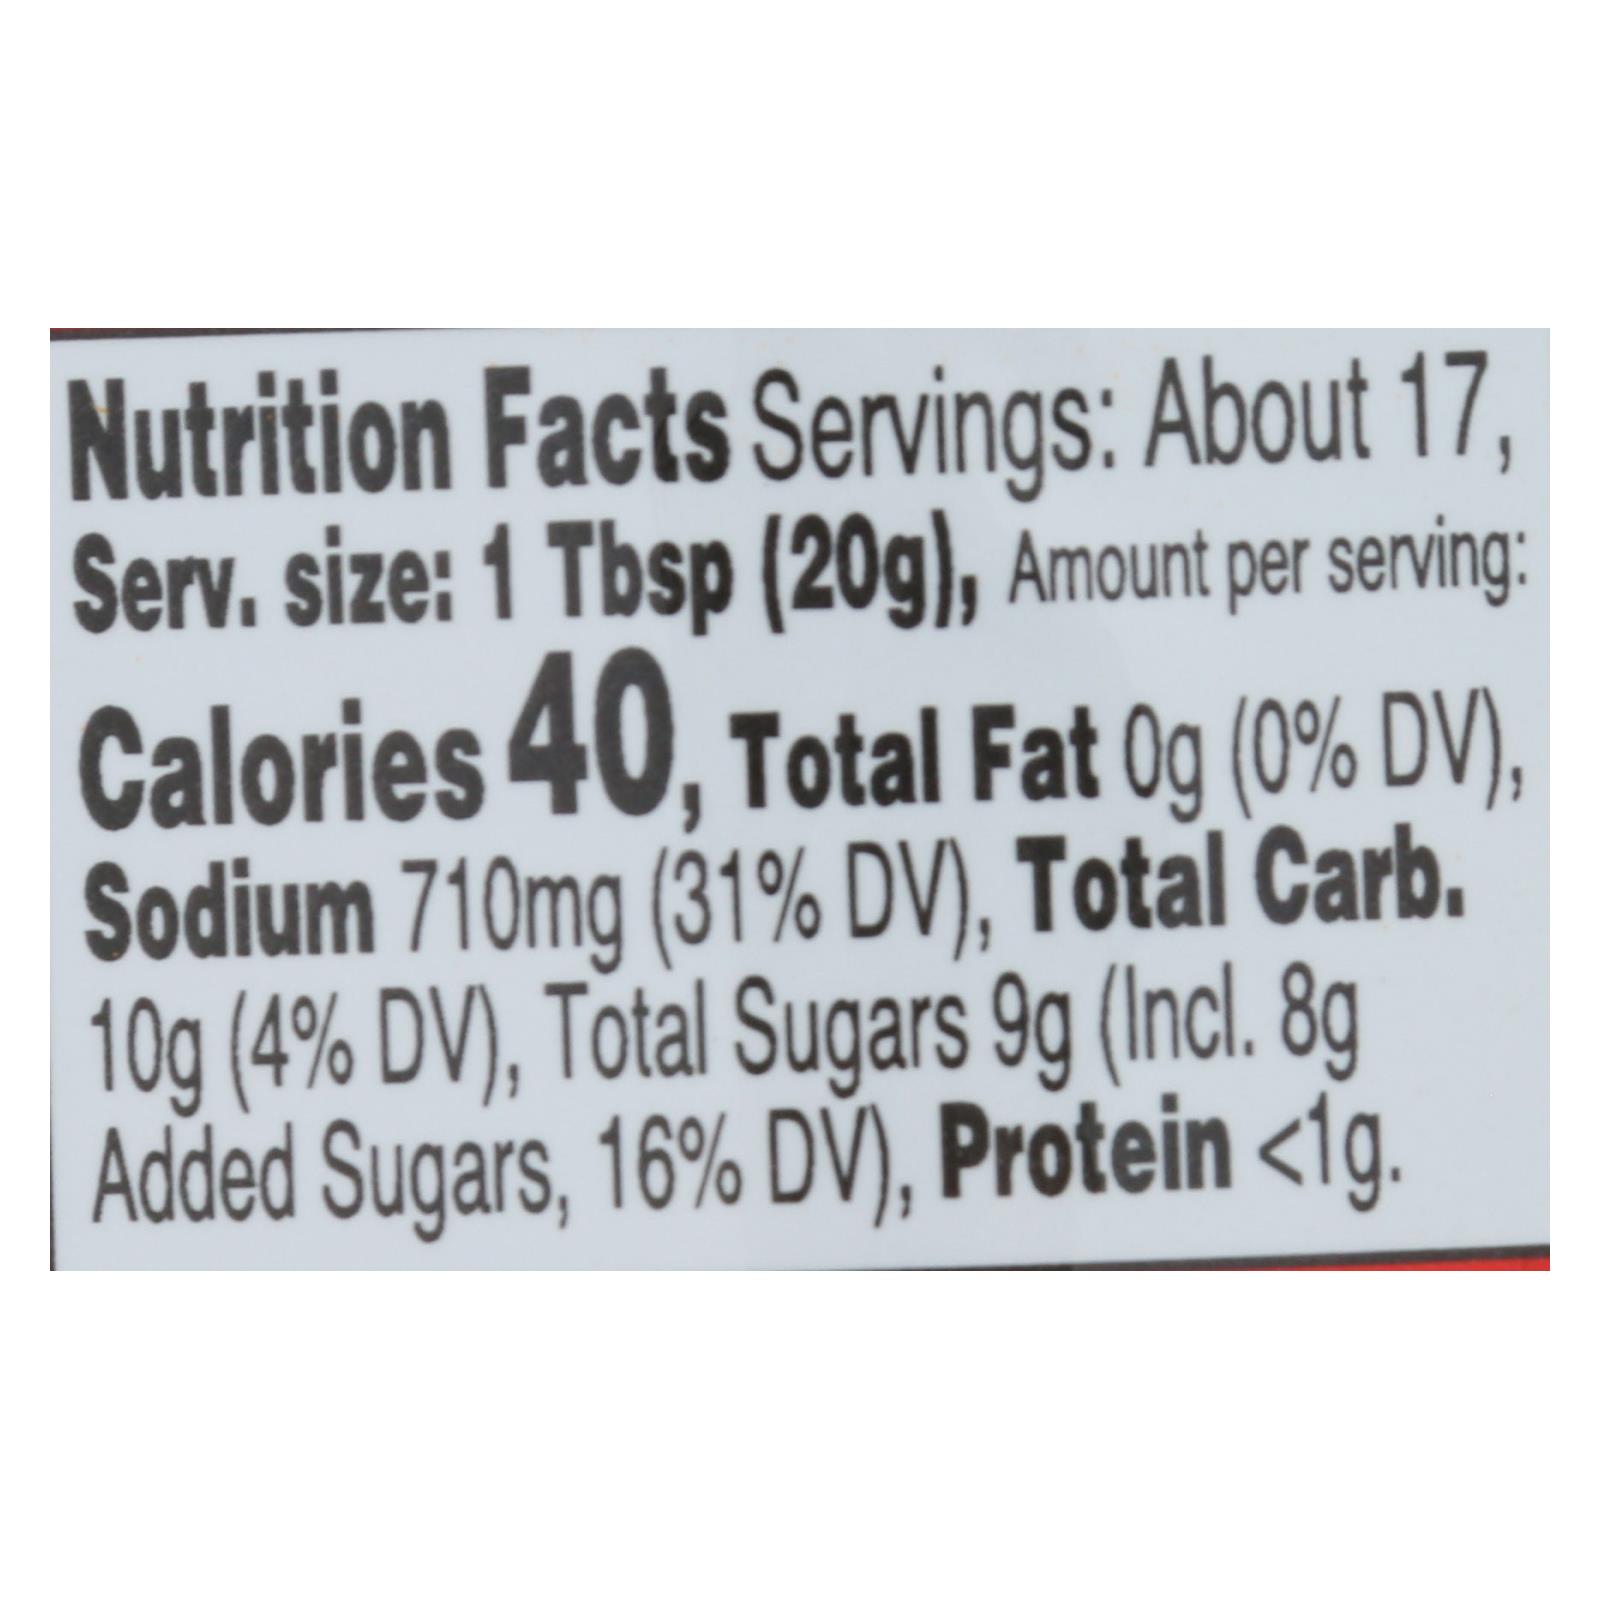 Nutrition Facts Servings: About 17,
Serv. size: 1 Tbsp (20g), Amount per serving:
Calories 40, Total Fat 0g (0% DV),
Sodium 710mg (31% DV), Total Carb.
10g (4% DV), Total Sugars 9g (Incl. 8g
Added Sugars, 16% DV), Protein <1g.